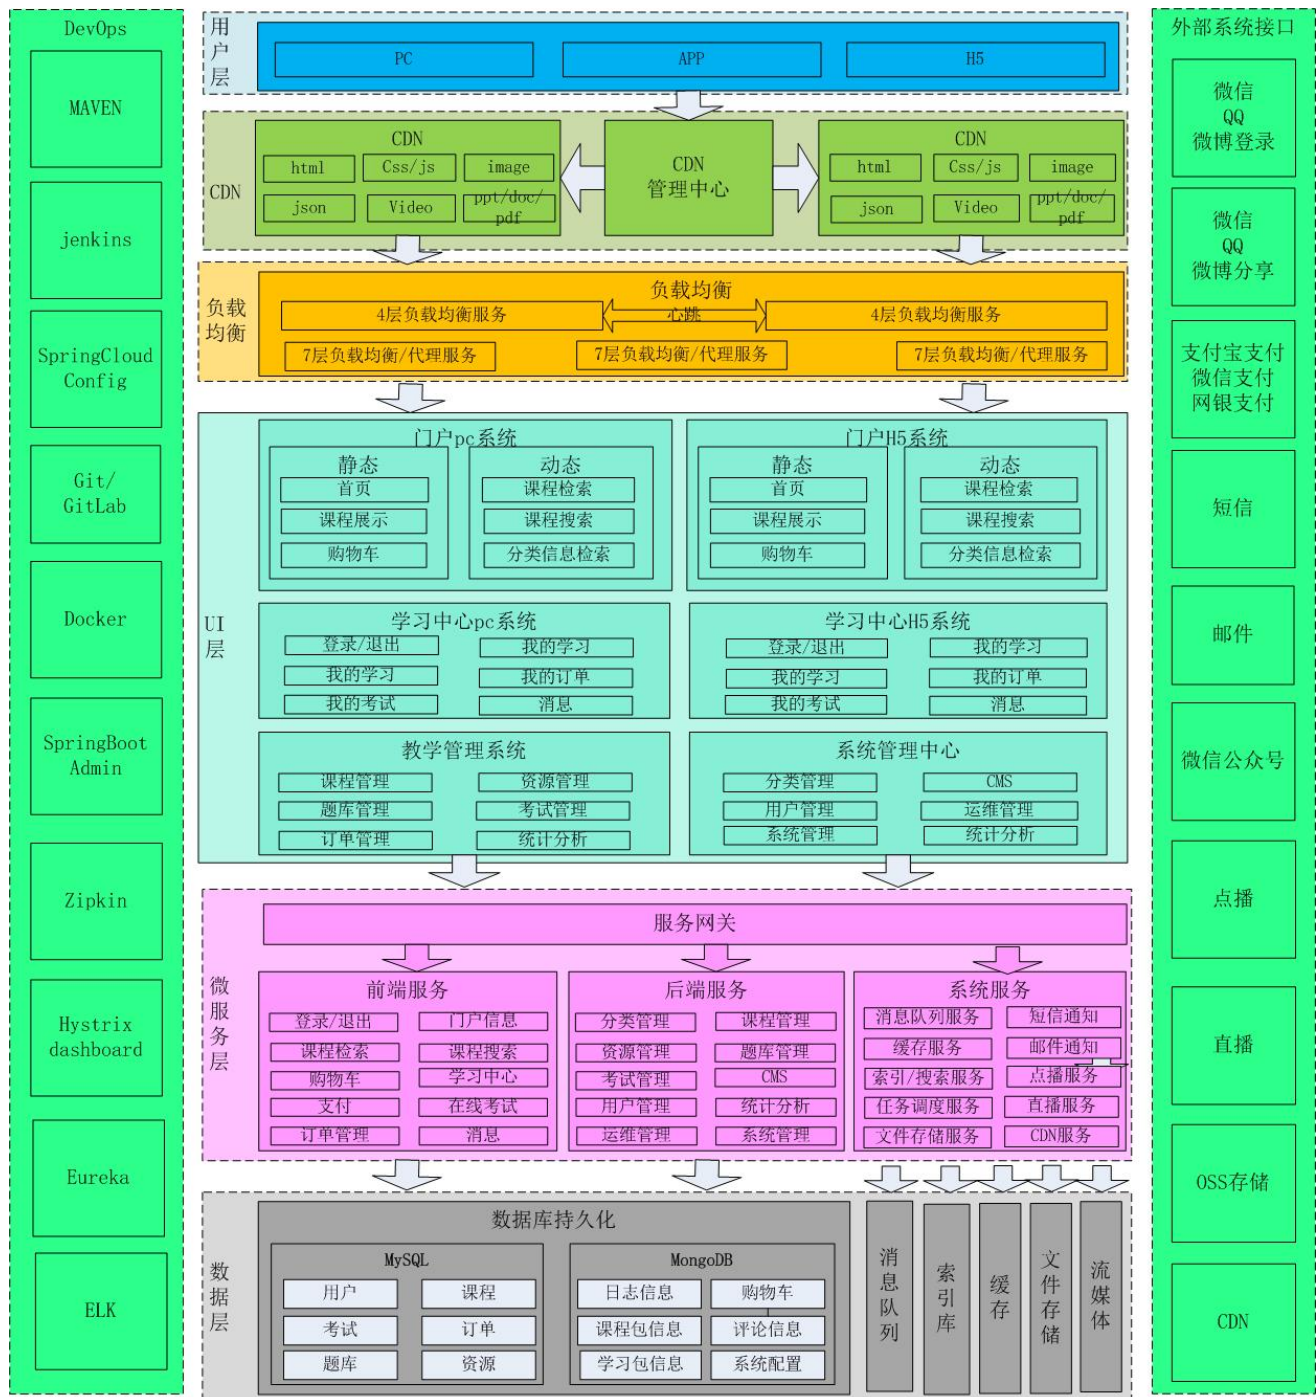 DevOps
MAVEN
jenkins
SpringCloud
Config
Git/
GitLab
Docker
SpringBoot
Admin
Zipkin
Hystrix
dashboard
Eureka
ELK
用户层
PC
APP
H5
CDN
CDN
html
Css/js
image
json
Video
ppt/doc/
pdf
CDN
管理中心
CDN
html
Css/js
image
json
Video
ppt/doc/
pdf
负载
均衡
负载均衡
4层负载均衡服务
心跳
4层负载均衡服务
7层负载均衡/代理服务
7层负载均衡/代理服务
7层负载均衡/代理服务
UI
层
门户pc系统
静态
首页
课程展示
购物车
动态
课程检索
课程搜索
分类信息检索
门户H5系统
静态
首页
课程展示
购物车
动态
课程检索
课程搜索
分类信息检索
学习中心pc系统
登录/退出
我的学习
我的学习
我的订单
我的考试
消息
学习中心H5系统
登录/退出
我的学习
我的学习
我的订单
我的考试
消息
教学管理系统
课程管理
资源管理
题库管理
考试管理
订单管理
统计分析
系统管理中心
分类管理
CMS
用户管理
运维管理
系统管理
统计分析
微服务层
服务网关
前端服务
登录/退出
门户信息
课程检索
课程搜索
购物车
学习中心
支付
在线考试
订单管理
消息
后端服务
分类管理
课程管理
资源管理
题库管理
考试管理
CMS
用户管理
统计分析
运维管理
系统管理
系统服务
消息队列服务
短信通知
缓存服务
邮件通知
索引/搜索服务
点播服务
任务调度服务
直播服务
文件存储服务
CDN服务
数据层
数据库持久化
MySQL
用户
课程
考试
订单
题库
资源
MongoDB
日志信息
购物车
课程包信息
评论信息
学习包信息
系统配置
消息队列
索引库
缓存
文件存储
流媒体
外部系统接口
微信
QQ
微博登录
微信
QQ
微博分享
支付宝支付
微信支付
网银支付
短信
邮件
微信公众号
点播
直播
OSS存储
CDN